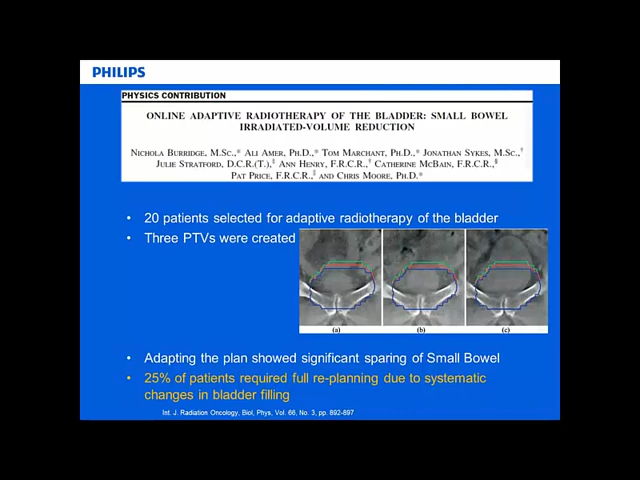 PHILIPS
PHYSICS CONTRIBUTION
ONLINE ADAPTIVE RADIOTHERAPY OF THE BLADDER: SMALL BOWEL
IRRADIATED-VOLUME REDUCTION
NICHOLA BURRIDGE, M.SC.,* ALI AMER, PH.D.,* TOM MARCHANT, PH.D.,* JONATHAN SYKES, M.SC.,†
JULIE STRATFORD, D.C.R.(T.),‡ ANN HENRY, F.R.C.R.,† CATHERINE MCBAIN, F.R.C.R.,§
PAT PRICE, F.R.C.R.,‖ AND CHRIS MOORE, PH.D.*
• 20 patients selected for adaptive radiotherapy of the bladder
• Three PTVs were created
(a) (b) (c)
• Adapting the plan showed significant sparing of Small Bowel
• 25% of patients required full re-planning due to systematic
changes in bladder filling
Int. J. Radiation Oncology, Biol, Phys, Vol. 66, No. 3, pp. 892-897